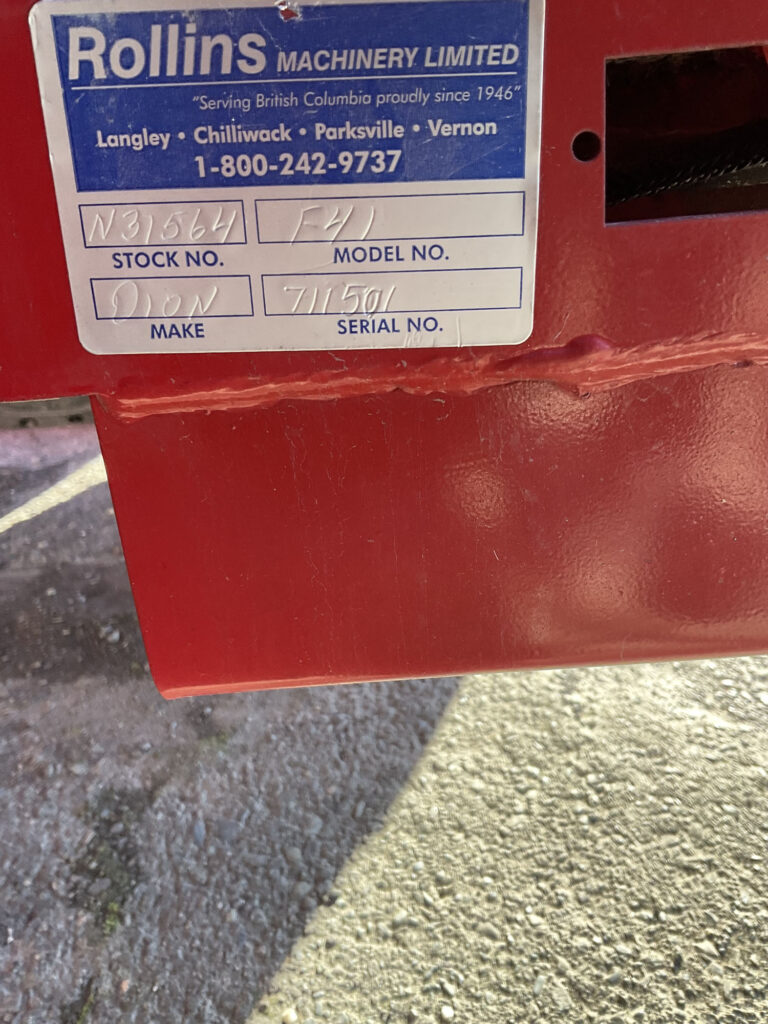 Rollins MACHINERY LIMITED
"Serving British Columbia proudly since 1946"
Langley • Chilliwack • Parksville • Vernon
1-800-242-9737
N31564 F41
STOCK NO. MODEL NO.
Dion 711501
MAKE SERIAL NO.